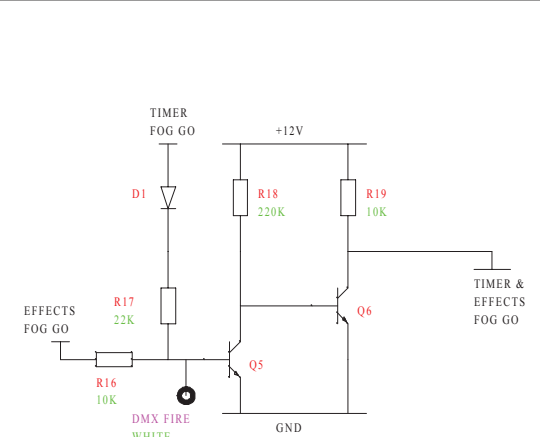 TIMER
FOG GO
+12V
D1
R18
220K
R19
10K
TIMER &
EFFECTS
FOG GO
R17
22K
EFFECTS
FOG GO
Q6
Q5
R16
10K
DMX FIRE
WHITE
GND